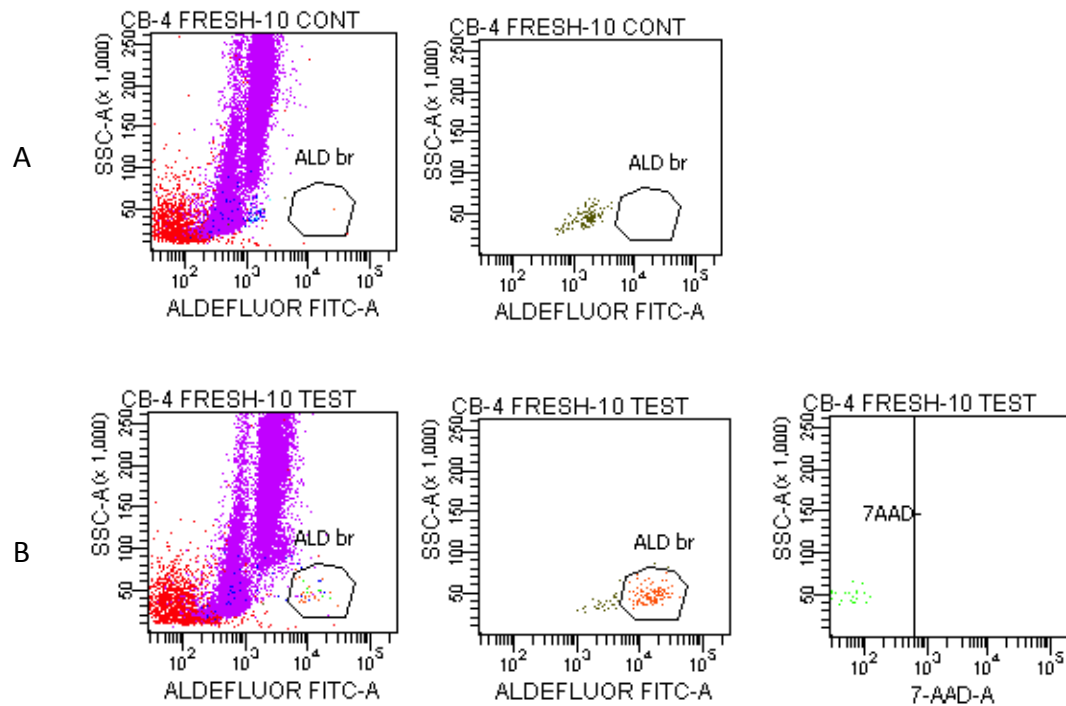 CB-4 FRESH-10 CONT
CB-4 FRESH-10 CONT
A
SSC-A (x 1,000)
50 100 150 200 250
ALD br
10² 10³ 10⁴ 10⁵
ALDEFLUOR FITC-A
SSC-A (x 1,000)
50 100 150 200 250
ALD br
10² 10³ 10⁴ 10⁵
ALDEFLUOR FITC-A
CB-4 FRESH-10 TEST
CB-4 FRESH-10 TEST
CB-4 FRESH-10 TEST
B
SSC-A (x 1,000)
50 100 150 200 250
ALD br
10² 10³ 10⁴ 10⁵
ALDEFLUOR FITC-A
SSC-A (x 1,000)
50 100 150 200 250
ALD br
10² 10³ 10⁴ 10⁵
ALDEFLUOR FITC-A
SSC-A (x 1,000)
50 100 150 200 250
7AAD-
10² 10³ 10⁴ 10⁵
7-AAD-A